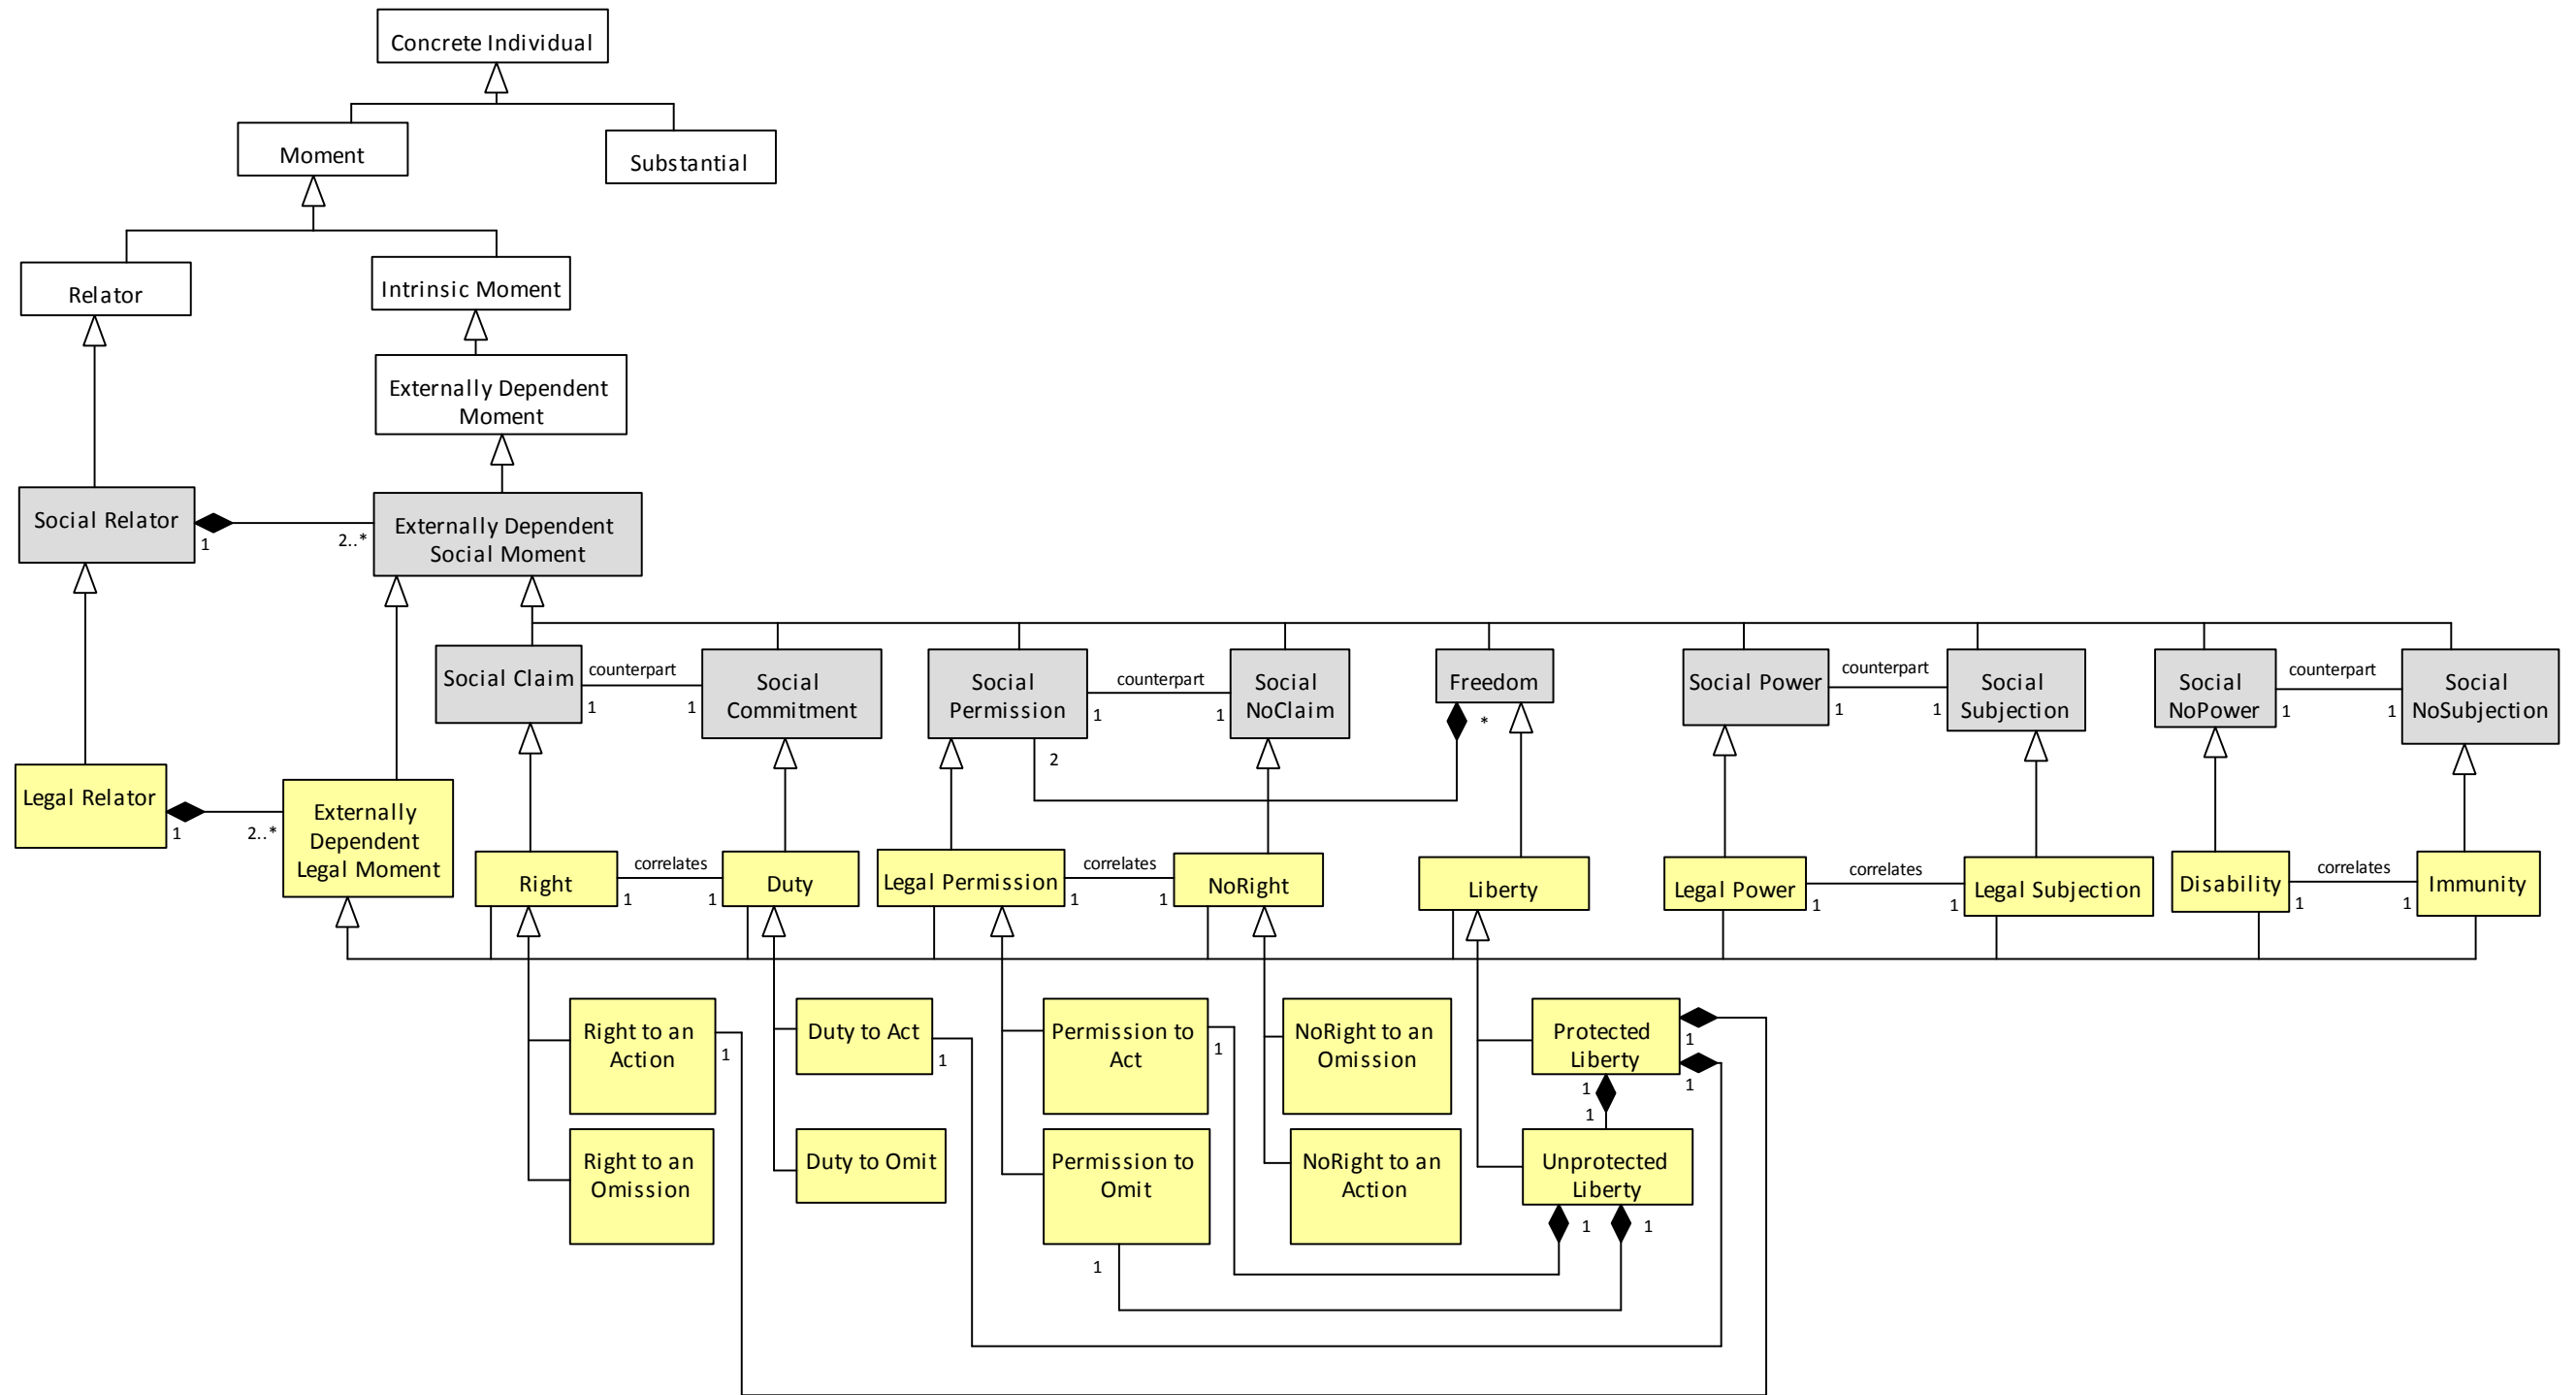 Concrete Individual
Moment
Substantial
Relator
Intrinsic Moment
Externally Dependent
Moment
Social Relator
1
2..*
Externally Dependent
Social Moment
Social Claim
counterpart
1
1
Social
Commitment
Social
Permission
counterpart
1
1
2
Social
NoClaim
Freedom
*
Social Power
counterpart
1
1
Social
Subjection
Social
NoPower
counterpart
1
1
Social
NoSubjection
Legal Relator
1
2..*
Externally
Dependent
Legal Moment
Right
correlates
1
1
Duty
Legal Permission
correlates
1
1
NoRight
Liberty
Legal Power
correlates
1
1
Legal Subjection
Disability
correlates
1
1
Immunity
Right to an
Action
1
Duty to Act
1
Permission to
Act
1
NoRight to an
Omission
Protected
Liberty
1
1
1
1
Right to an
Omission
Duty to Omit
Permission to
Omit
1
NoRight to an
Action
Unprotected
Liberty
1
1